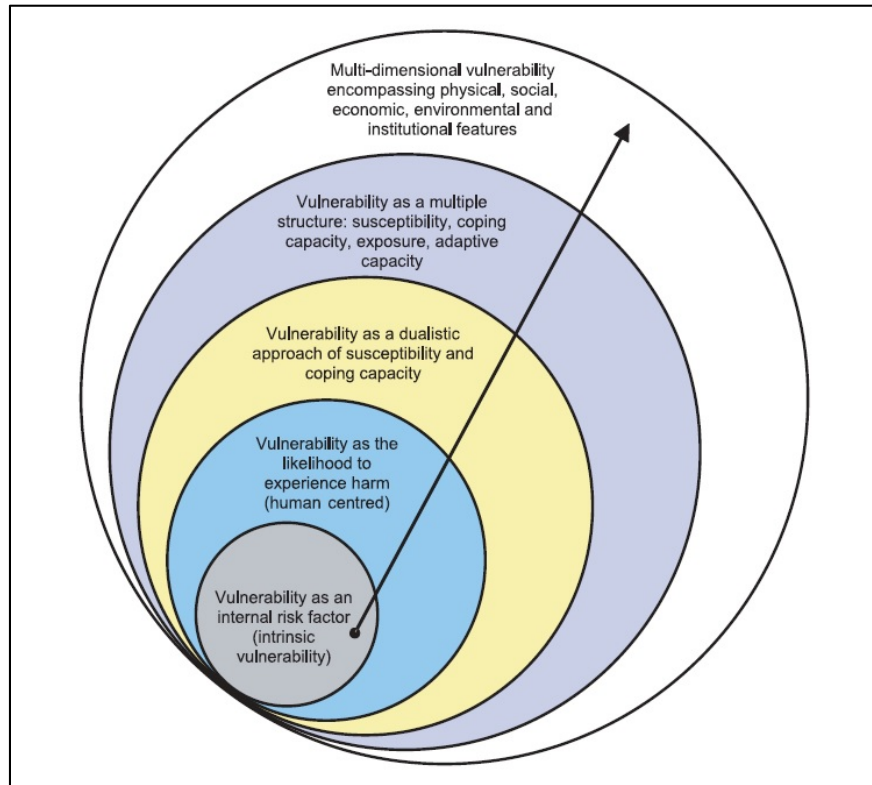 Multi-dimensional vulnerability
encompassing physical, social,
economic, environmental and
institutional features
Vulnerability as a multiple
structure: susceptibility, coping
capacity, exposure, adaptive
capacity
Vulnerability as a dualistic
approach of susceptibility and
coping capacity
Vulnerability as the
likelihood to
experience harm
(human centred)
Vulnerability as an
internal risk factor
(intrinsic
vulnerability)